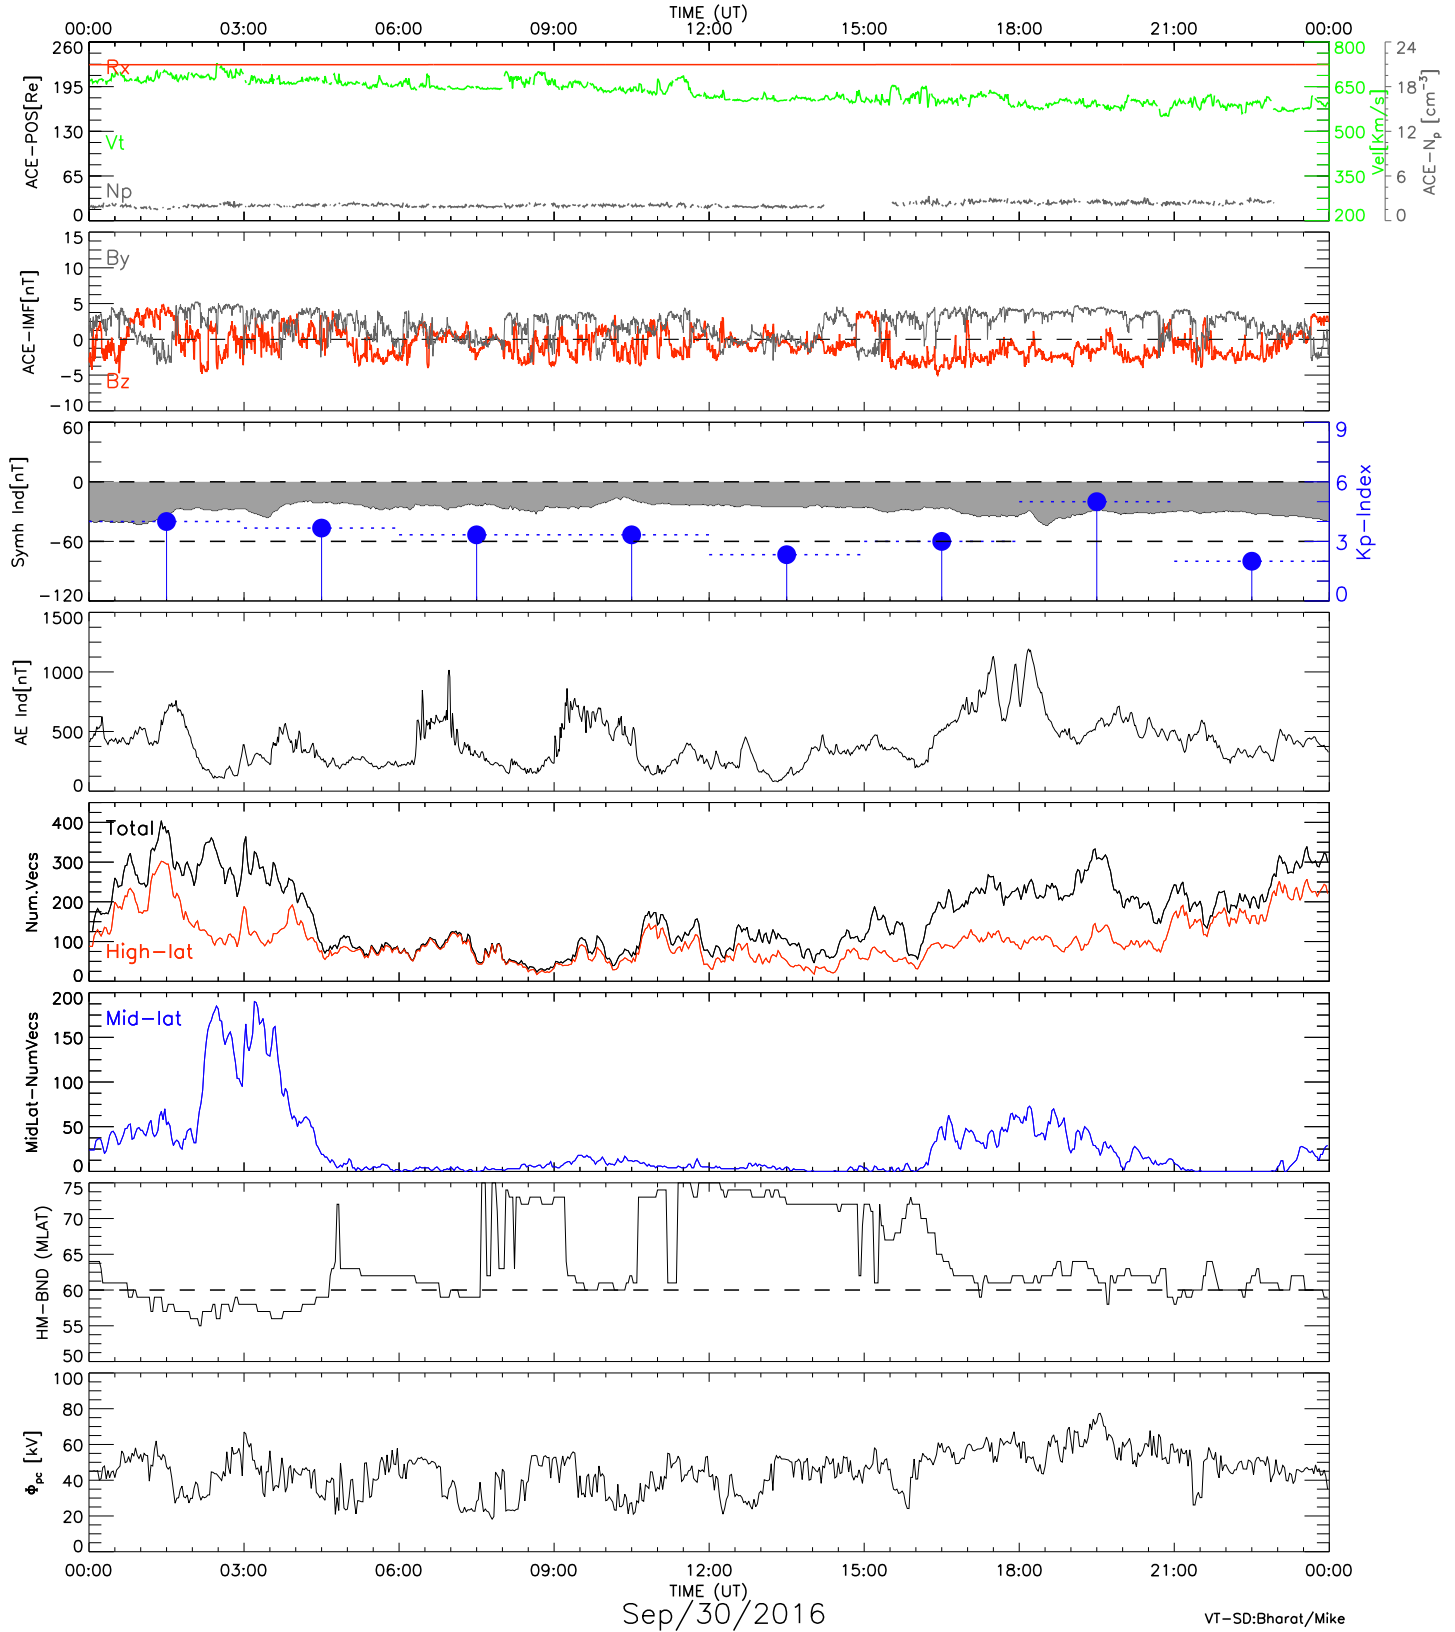 TIME (UT)
00:00 03:00 06:00 09:00 12:00 15:00 18:00 21:00 00:00
ACE-POS[Re]
260
195
130
65
0
Rx
Vt
Np
800
650
500
350
200
Vel[Km/s]
24
18
12
6
0
ACE-Np [cm⁻³]
ACE-IMF[nT]
15
10
5
0
-5
-10
By
Bz
Symh Ind[nT]
60
0
-60
-120
9
6
3
0
Kp-Index
AE Ind[nT]
1500
1000
500
0
Num.Vecs
400
300
200
100
0
Total
High-lat
MidLat-NumVecs
200
150
100
50
0
Mid-lat
HM-BND (MLAT)
75
70
65
60
55
50
Φpc [kV]
100
80
60
40
20
0
00:00 03:00 06:00 09:00 12:00 15:00 18:00 21:00 00:00
TIME (UT)
Sep/30/2016
VT-SD:Bharat/Mike